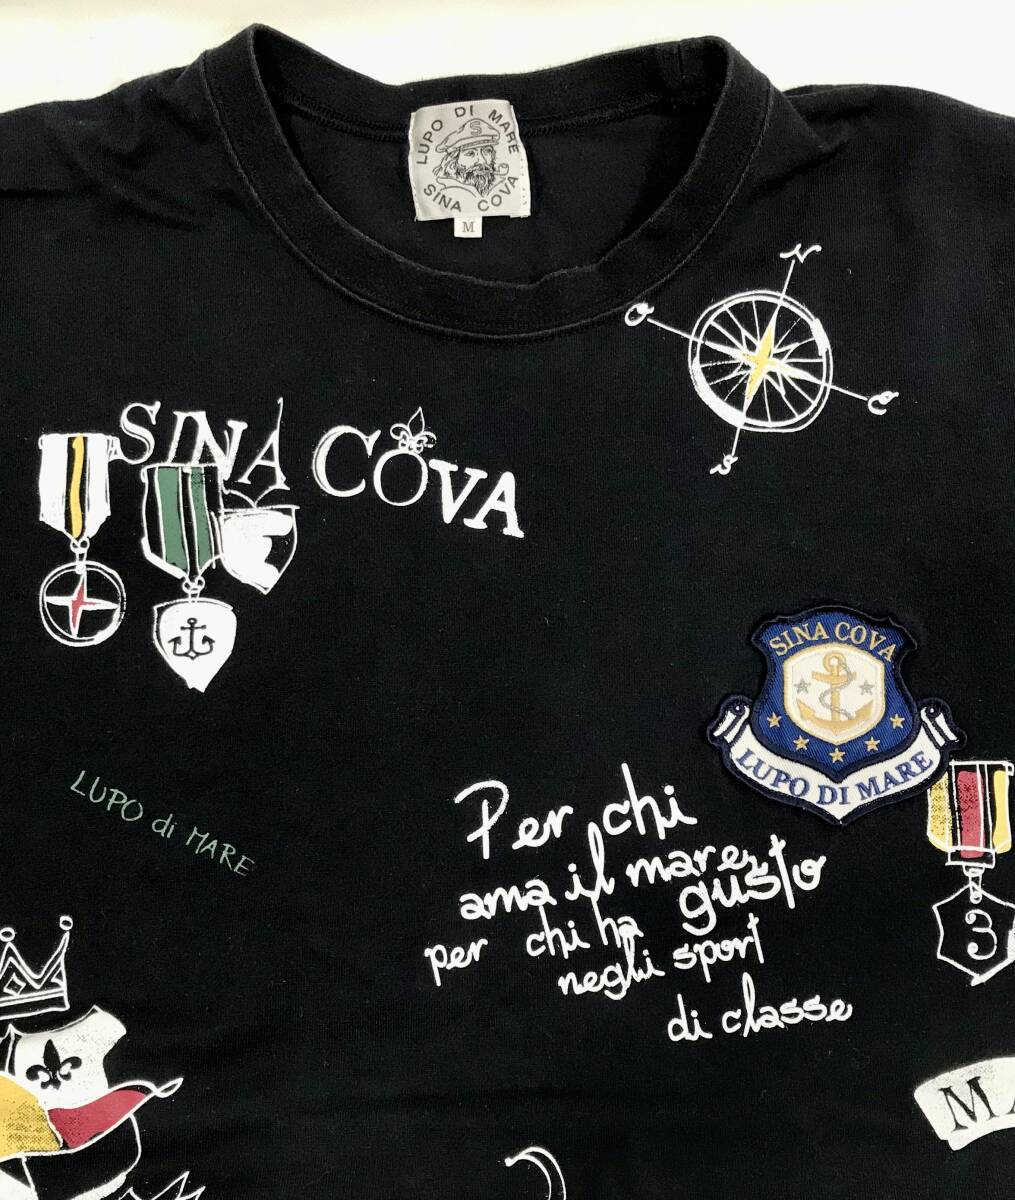 LUPO DI MARE
S
SINA COVA
M
N
O
E
S
SINA COVA
SINA COVA
LUPO DI MARE
LUPO di MARE
Per chi
ama il mare
gusto
per chi ha
neghi sport
di classe
3